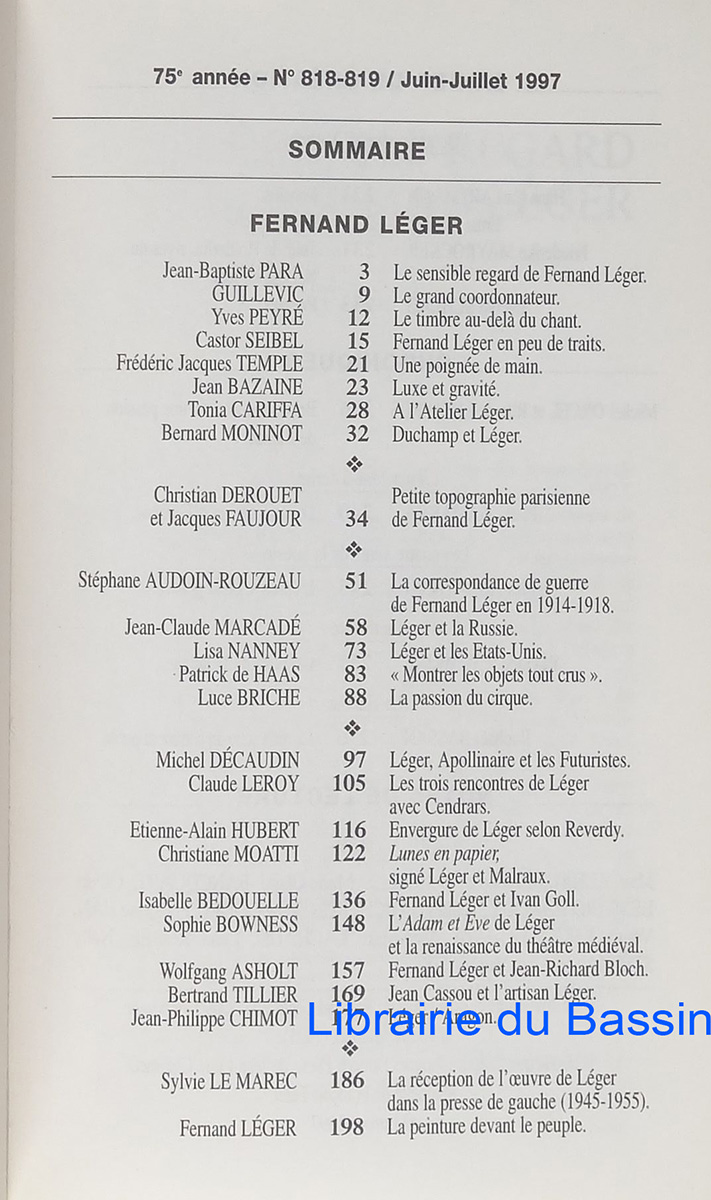 75e année – N° 818-819 / Juin-Juillet 1997
SOMMAIRE
FERNAND LÉGER
Jean-Baptiste PARA 3 Le sensible regard de Fernand Léger.
GUILLEVIC 9 Le grand coordonnateur.
Yves PEYRÉ 12 Le timbre au-delà du chant.
Castor SEIBEL 15 Fernand Léger en peu de traits.
Frédéric Jacques TEMPLE 21 Une poignée de main.
Jean BAZAINE 23 Luxe et gravité.
Tonia CARIFFA 28 A l'Atelier Léger.
Bernard MONINOT 32 Duchamp et Léger.
Christian DEROUET Petite topographie parisienne
et Jacques FAUJOUR 34 de Fernand Léger.
Stéphane AUDOIN-ROUZEAU 51 La correspondance de guerre
de Fernand Léger en 1914-1918.
Jean-Claude MARCADÉ 58 Léger et la Russie.
Lisa NANNEY 73 Léger et les Etats-Unis.
Patrick de HAAS 83 « Montrer les objets tout crus ».
Luce BRICHE 88 La passion du cirque.
Michel DÉCAUDIN 97 Léger, Apollinaire et les Futuristes.
Claude LEROY 105 Les trois rencontres de Léger
avec Cendrars.
Etienne-Alain HUBERT 116 Envergure de Léger selon Reverdy.
Christiane MOATTI 122 Lunes en papier,
signé Léger et Malraux.
Isabelle BEDOUELLE 136 Fernand Léger et Ivan Goll.
Sophie BOWNESS 148 L'Adam et Eve de Léger
et la renaissance du théâtre médiéval.
Wolfgang ASHOLT 157 Fernand Léger et Jean-Richard Bloch.
Bertrand TILLIER 169 Jean Cassou et l'artisan Léger.
Jean-Philippe CHIMOT 177 Léger / Aragon.
Librairie du Bassin
Sylvie LE MAREC 186 La réception de l'œuvre de Léger
dans la presse de gauche (1945-1955).
Fernand LÉGER 198 La peinture devant le peuple.